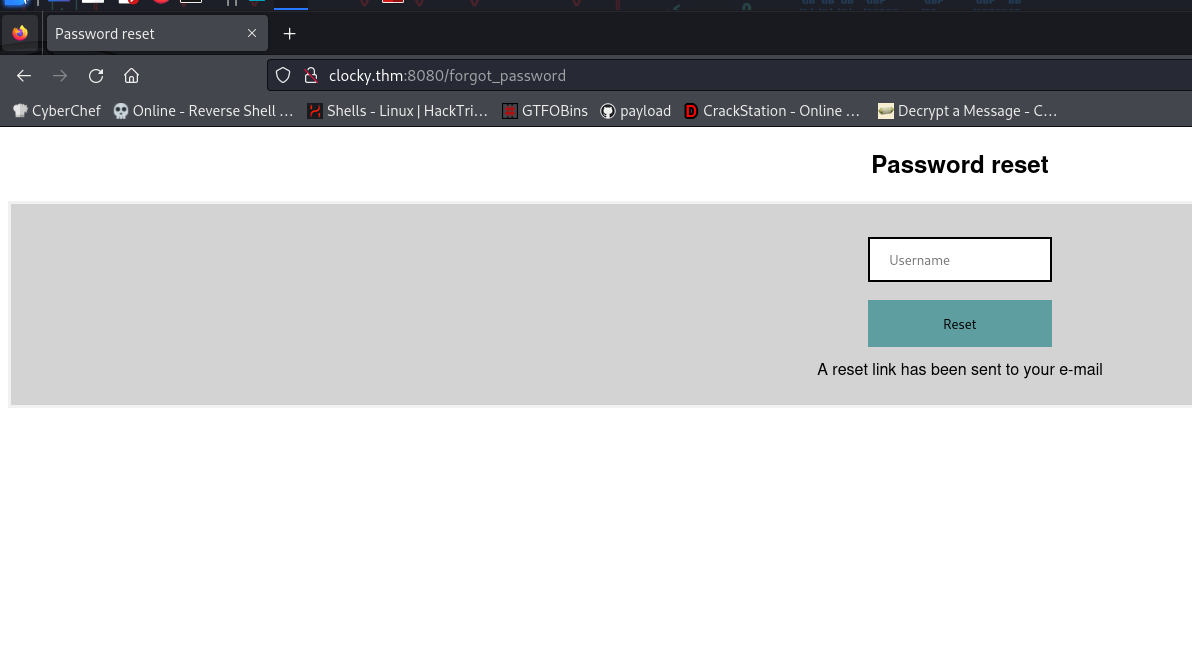 Password reset
clocky.thm:8080/forgot_password
CyberChef Online - Reverse Shell ... Shells - Linux | HackTri... GTFOBins payload CrackStation - Online ... Decrypt a Message - C...
Password reset
Username
Reset
A reset link has been sent to your e-mail